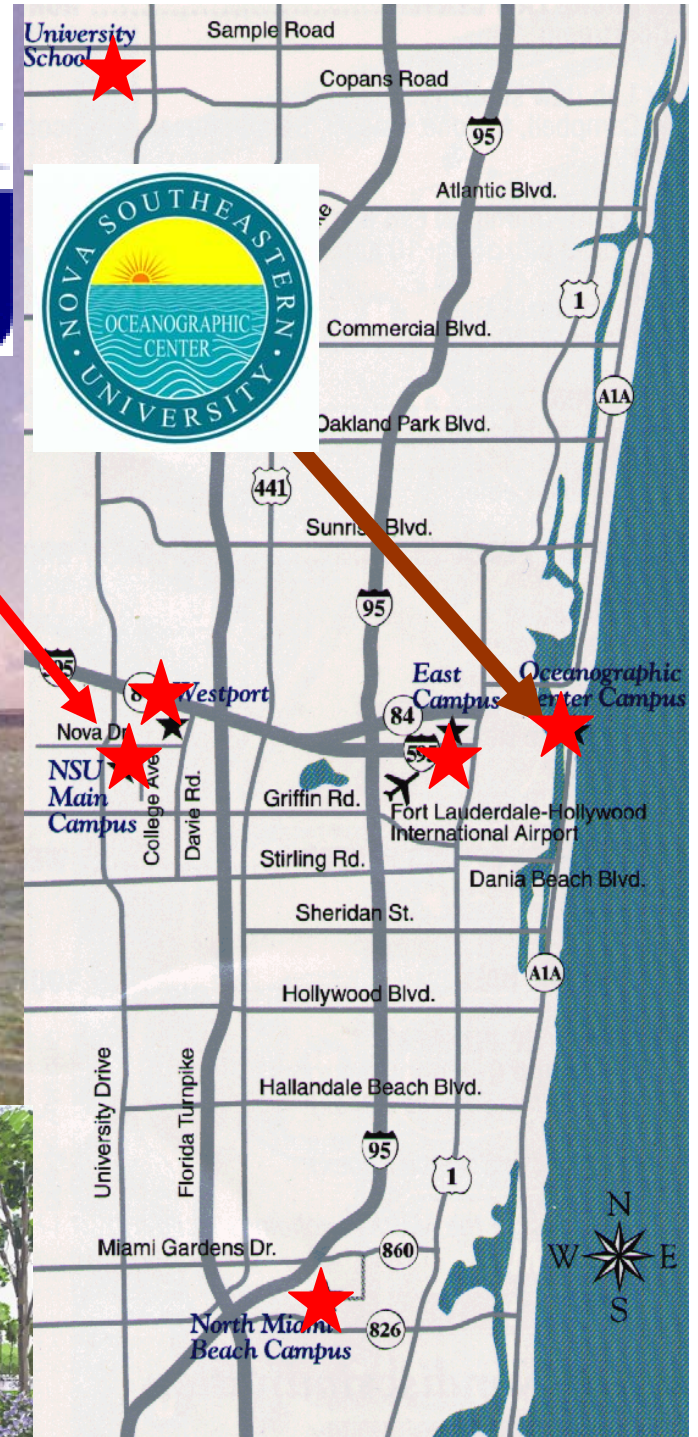 University
School
Sample Road
Copans Road
95
Atlantic Blvd.
NOVA SOUTHEASTERN
UNIVERSITY
OCEANOGRAPHIC
CENTER
1
Commercial Blvd.
A1A
Oakland Park Blvd.
441
Sunrise Blvd.
95
Westport
East
Campus
Oceanographic
Center Campus
84
Nova Dr.
595
NSU
Main
Campus
College Ave.
Davie Rd.
Griffin Rd.
Fort Lauderdale-Hollywood
International Airport
Stirling Rd.
Dania Beach Blvd.
Sheridan St.
A1A
Hollywood Blvd.
University Drive
Florida Turnpike
Hallandale Beach Blvd.
95
1
N
W
E
S
Miami Gardens Dr.
860
North Miami
Beach Campus
826